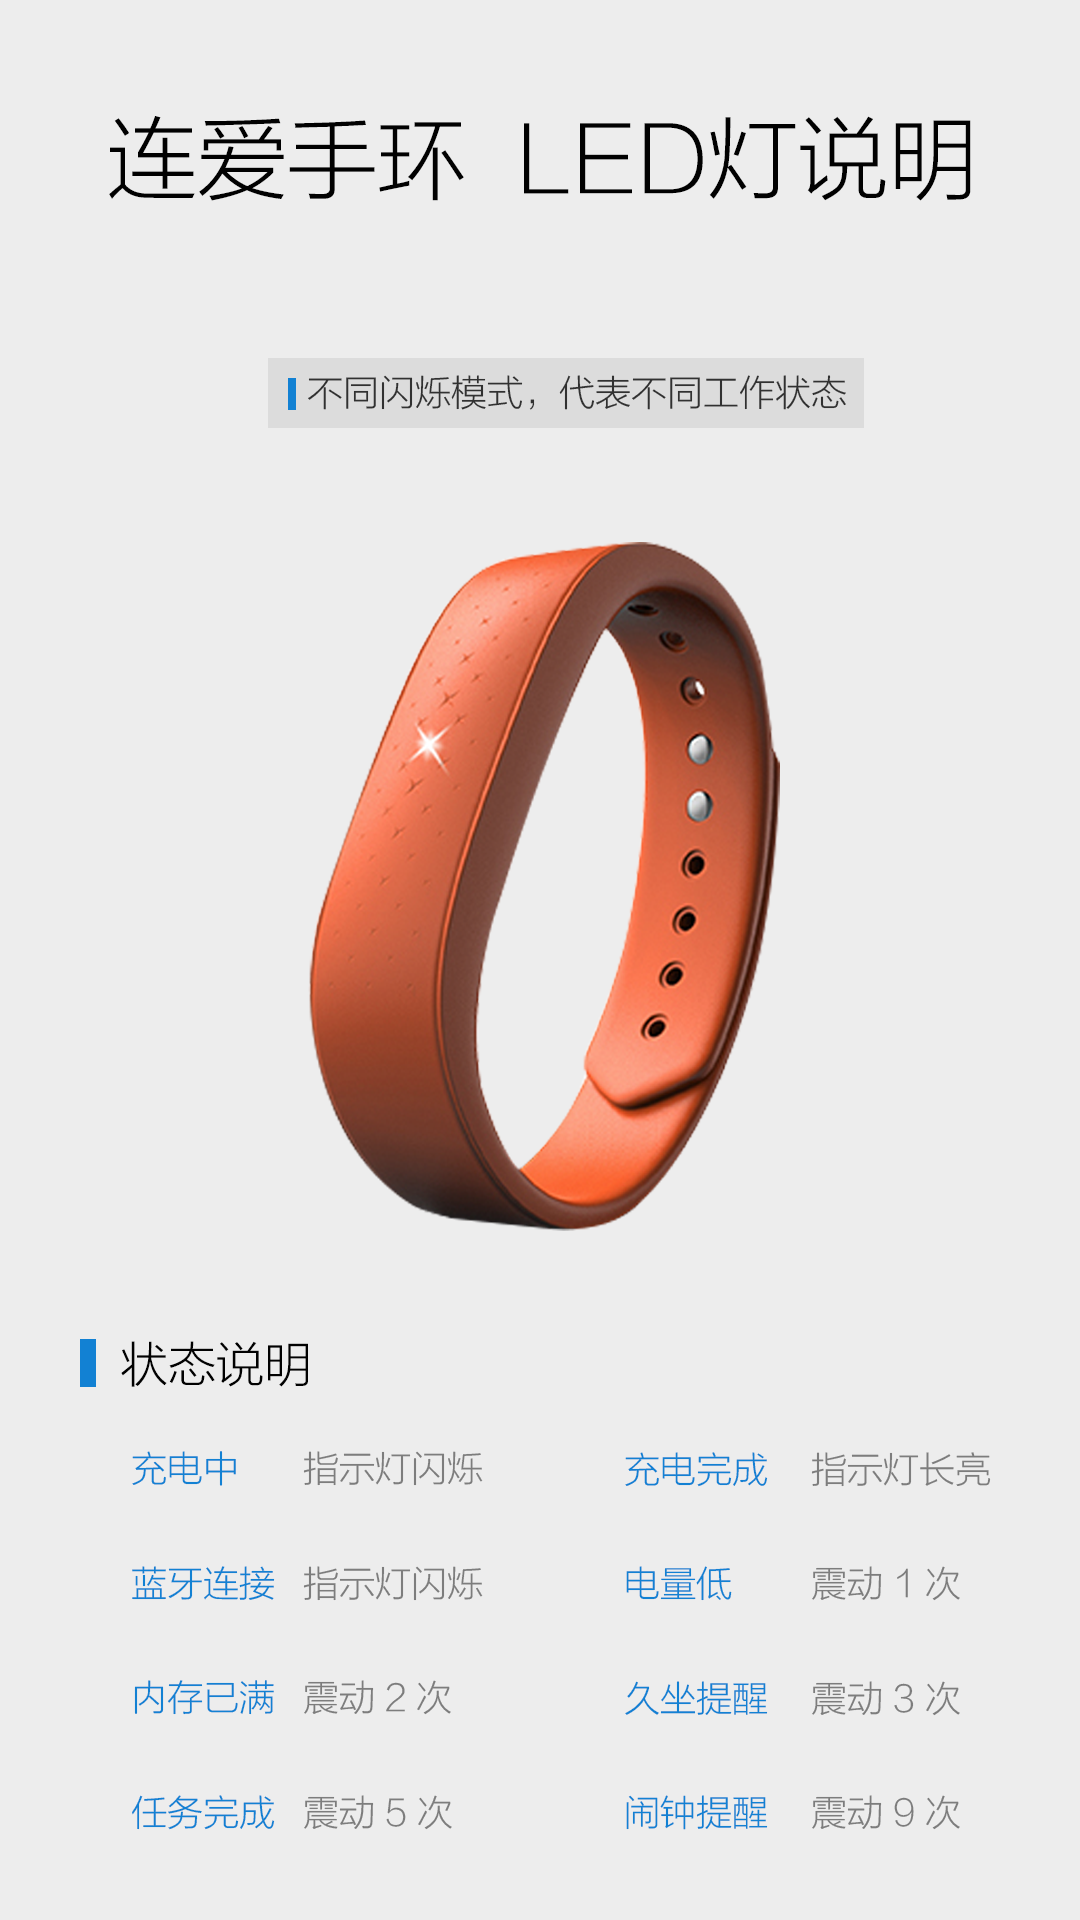 连爱手环 LED灯说明
不同闪烁模式，代表不同工作状态
状态说明
充电中 指示灯闪烁 充电完成 指示灯长亮
蓝牙连接 指示灯闪烁 电量低 震动 1 次
内存已满 震动 2 次 久坐提醒 震动 3 次
任务完成 震动 5 次 闹钟提醒 震动 9 次